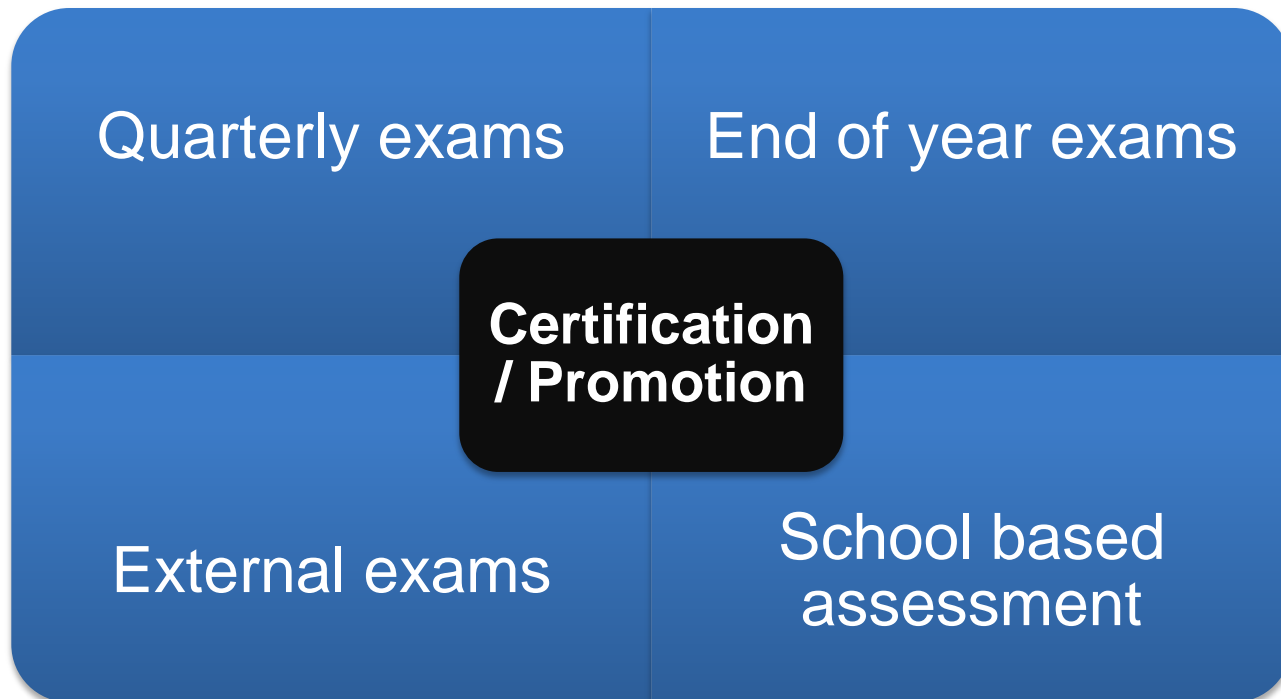 Quarterly exams
End of year exams
Certification
/ Promotion
External exams
School based
assessment